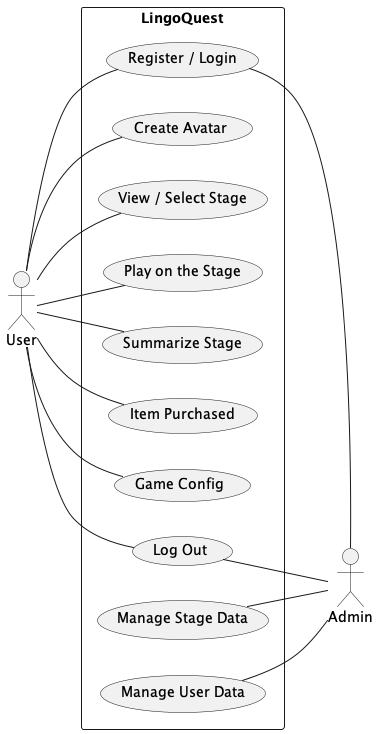 LingoQuest
Register / Login
Create Avatar
View / Select Stage
Play on the Stage
Summarize Stage
User
Item Purchased
Game Config
Log Out
Manage Stage Data
Admin
Manage User Data